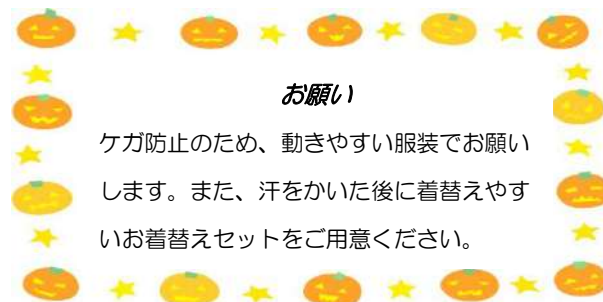 お願い
ケガ防止のため、動きやすい服装でお願い
します。また、汗をかいた後に着替えやす
いお着替えセットをご用意ください。